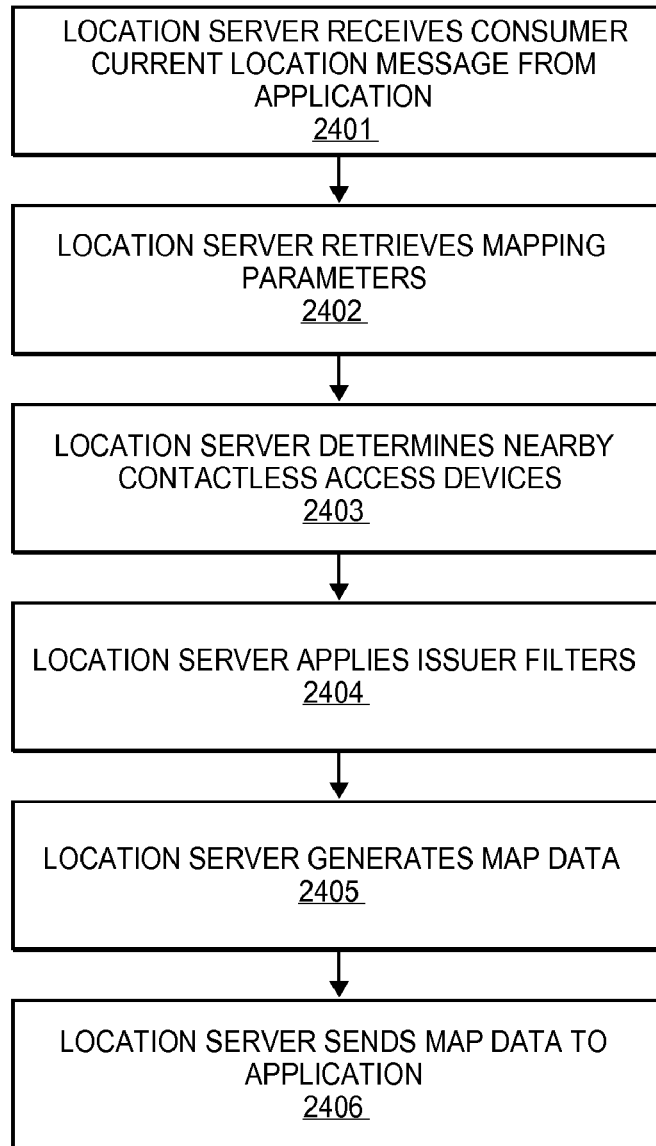 LOCATION SERVER RECEIVES CONSUMER
CURRENT LOCATION MESSAGE FROM
APPLICATION
2401
LOCATION SERVER RETRIEVES MAPPING
PARAMETERS
2402
LOCATION SERVER DETERMINES NEARBY
CONTACTLESS ACCESS DEVICES
2403
LOCATION SERVER APPLIES ISSUER FILTERS
2404
LOCATION SERVER GENERATES MAP DATA
2405
LOCATION SERVER SENDS MAP DATA TO
APPLICATION
2406